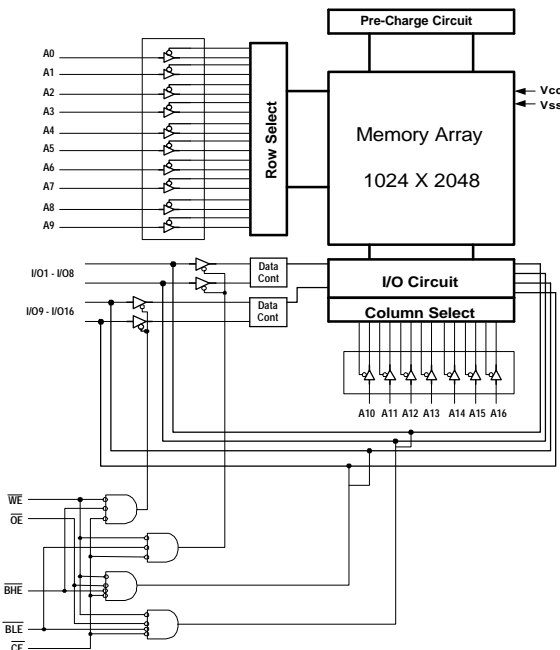 Pre-Charge Circuit
A0
A1
A2
A3
A4
A5
A6
A7
A8
A9
Row Select
Memory Array
1024 X 2048
Vcc
Vss
I/O1 - I/O8
I/O9 - I/O16
Data
Cont
Data
Cont
I/O Circuit
Column Select
A10 A11 A12 A13 A14 A15 A16
WE
OE
BHE
BLE
CE